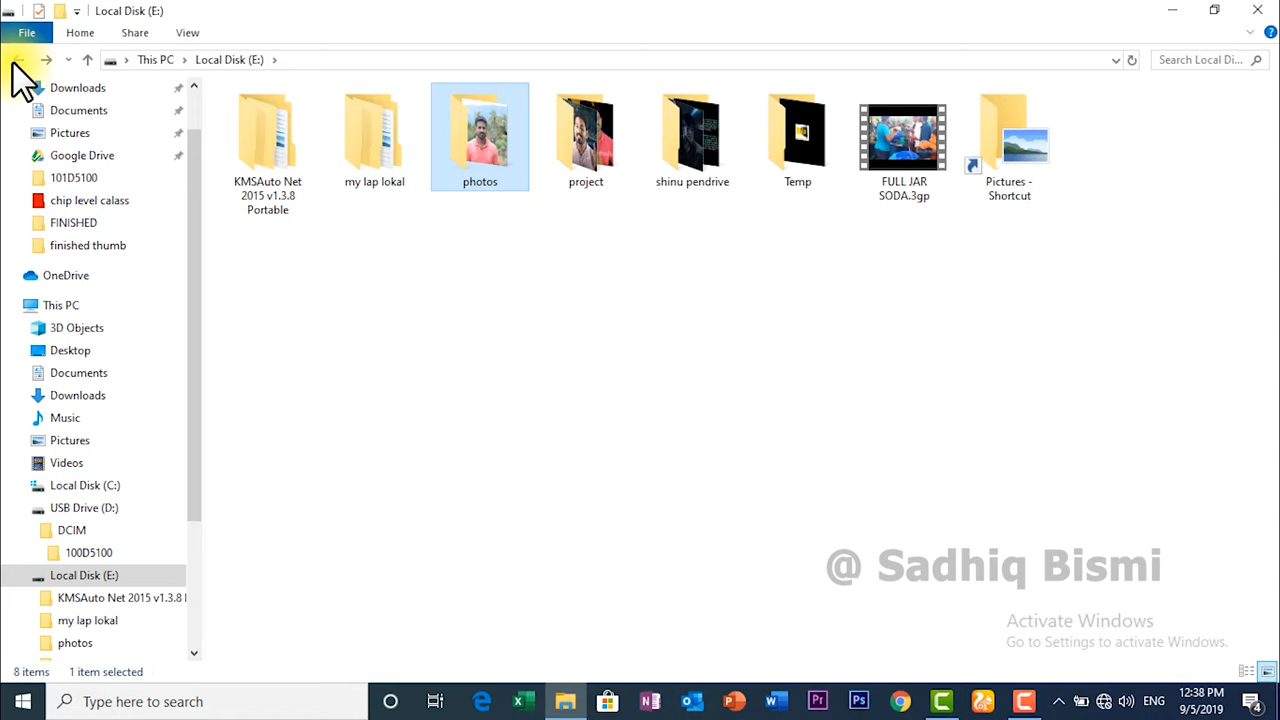 Local Disk (E:)
File Home Share View
This PC Local Disk (E:) Search Local Di...
Downloads
Documents
Pictures
Google Drive
101D5100
chip level calass
FINISHED
finished thumb
OneDrive
This PC
3D Objects
Desktop
Documents
Downloads
Music
Pictures
Videos
Local Disk (C:)
USB Drive (D:)
DCIM
100D5100
Local Disk (E:)
KMSAuto Net 2015 v1.3.8
my lap lokal
photos
KMSAuto Net
2015 v1.3.8
Portable
my lap lokal
photos
project
shinu pendrive
Temp
FULL JAR
SODA.3gp
Pictures -
Shortcut
@ Sadhiq Bismi
Activate Windows
Go to Settings to activate Windows.
8 items 1 item selected
Type here to search
ENG
12:38 PM
9/5/2019
4